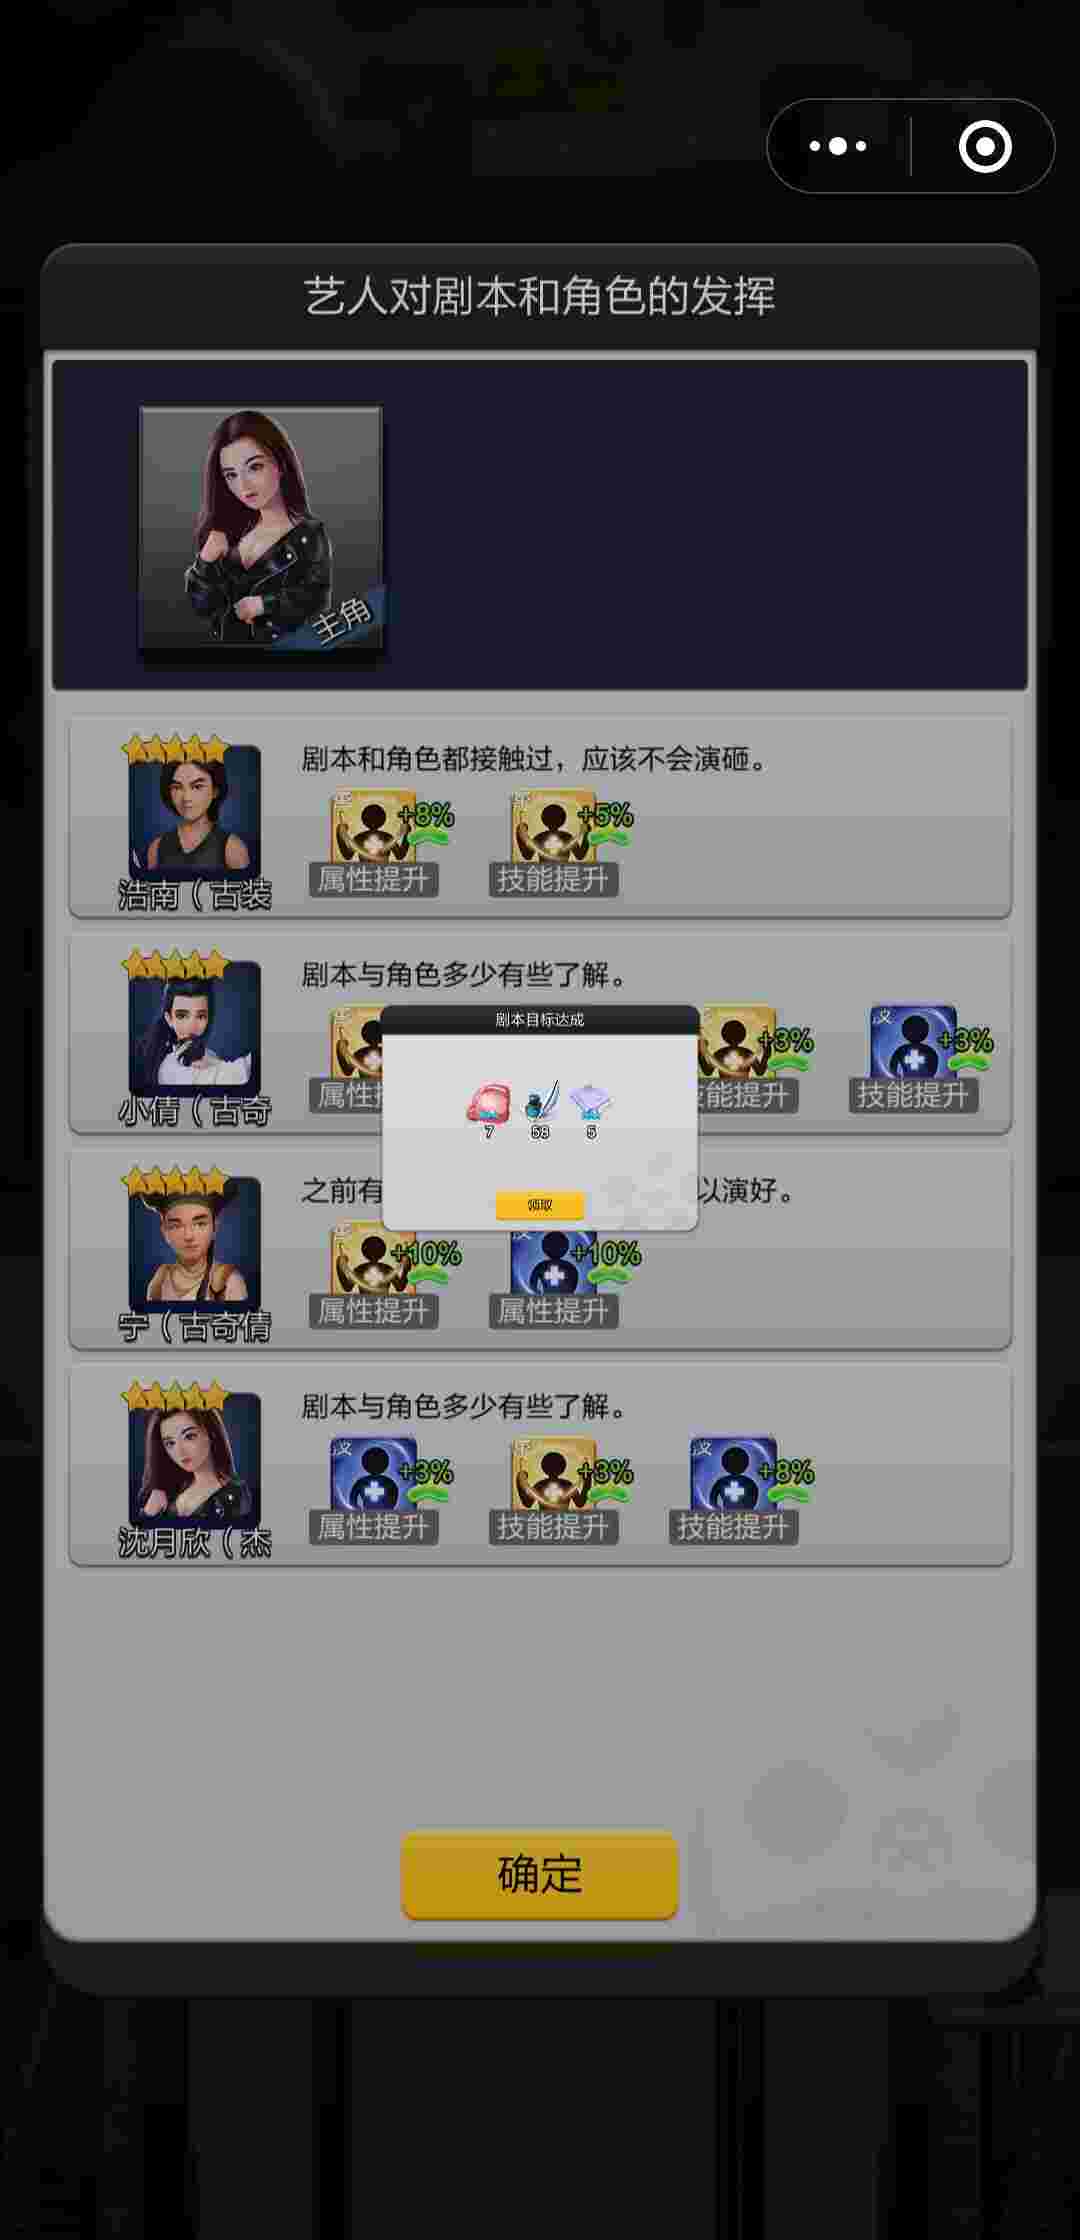 艺人对剧本和角色的发挥
主角
剧本和角色都接触过，应该不会演砸。
+8%
+5%
属性提升
技能提升
浩南（古装
剧本与角色多少有些了解。
+3%
+3%
属性
能提升
技能提升
小倩（古奇
剧本目标达成
7
58
5
领取
之前有
以演好。
+10%
+10%
属性提升
属性提升
宁（古奇倩
剧本与角色多少有些了解。
+3%
+3%
+8%
属性提升
技能提升
技能提升
沈月欣（杰
确定